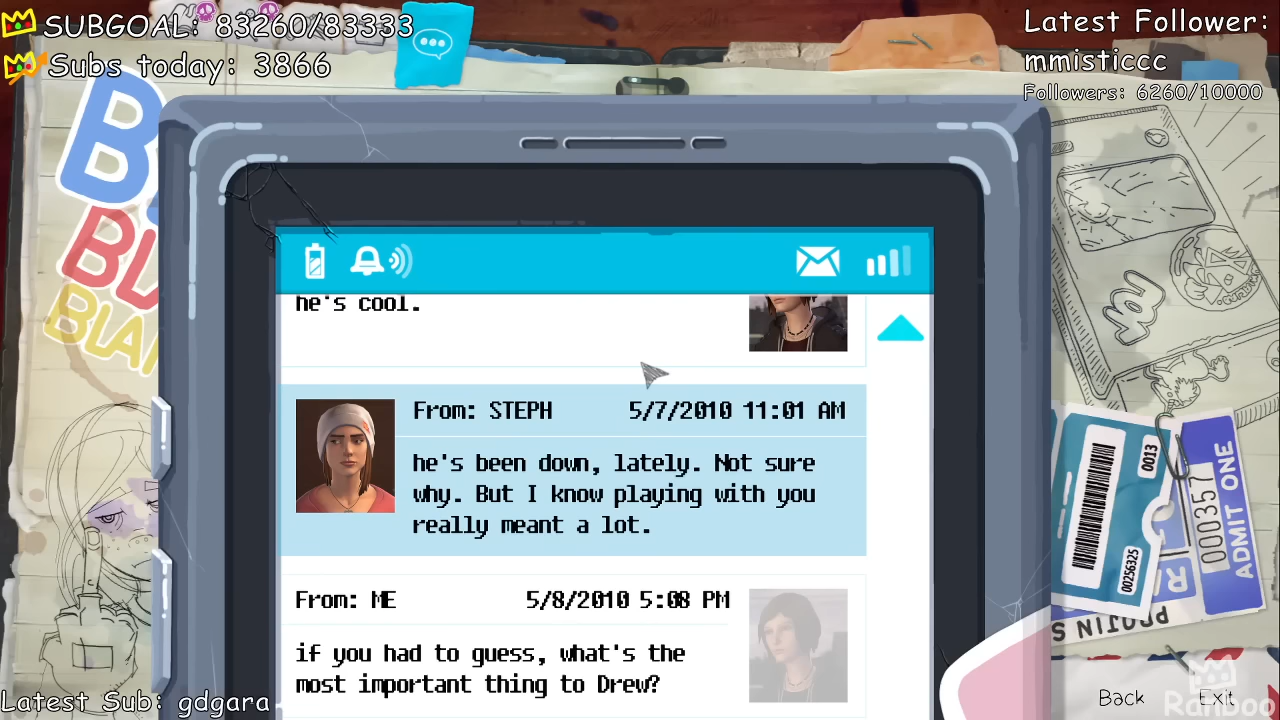 SUBGOAL: 83260/83333
Subs today: 3866
Latest Follower:
mmisticcc
Followers: 6260/10000
he's cool.
From: STEPH 5/7/2010 11:01 AM
he's been down, lately. Not sure
why. But I know playing with you
really meant a lot.
From: ME 5/8/2010 5:08 PM
if you had to guess, what's the
most important thing to Drew?
0013
00256325
000357
ADMIT ONE
Latest Sub: gdgara
Back
Exit
Ranboo